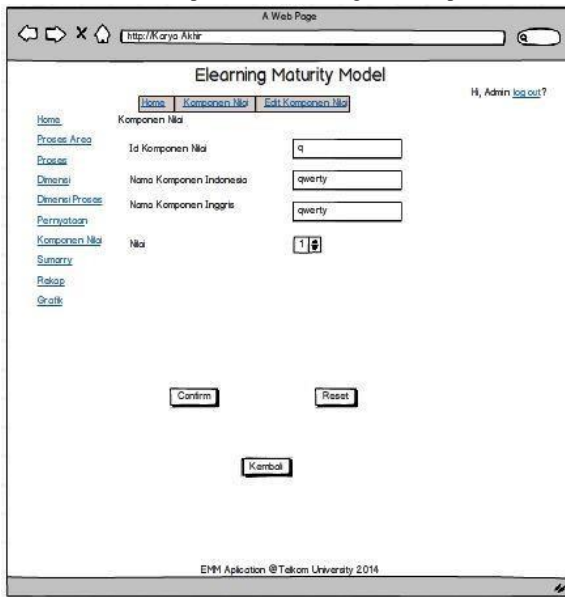 A Web Page
http://Karya Akhir
Elearning Maturity Model
Hi, Admin log out?
Home Komponen Nilai Edit Komponen Nilai
Home
Proses Area
Proses
Dimensi
Dimensi Proses
Pernyataan
Komponen Nilai
Sumarry
Rekap
Grafik
Komponen Nilai
Id Komponen Nilai q
Nama Komponen Indonesia qwerty
Nama Komponen Inggris qwerty
Nilai 1
Confirm Reset
Kembali
EMM Aplication @Telkom University 2014